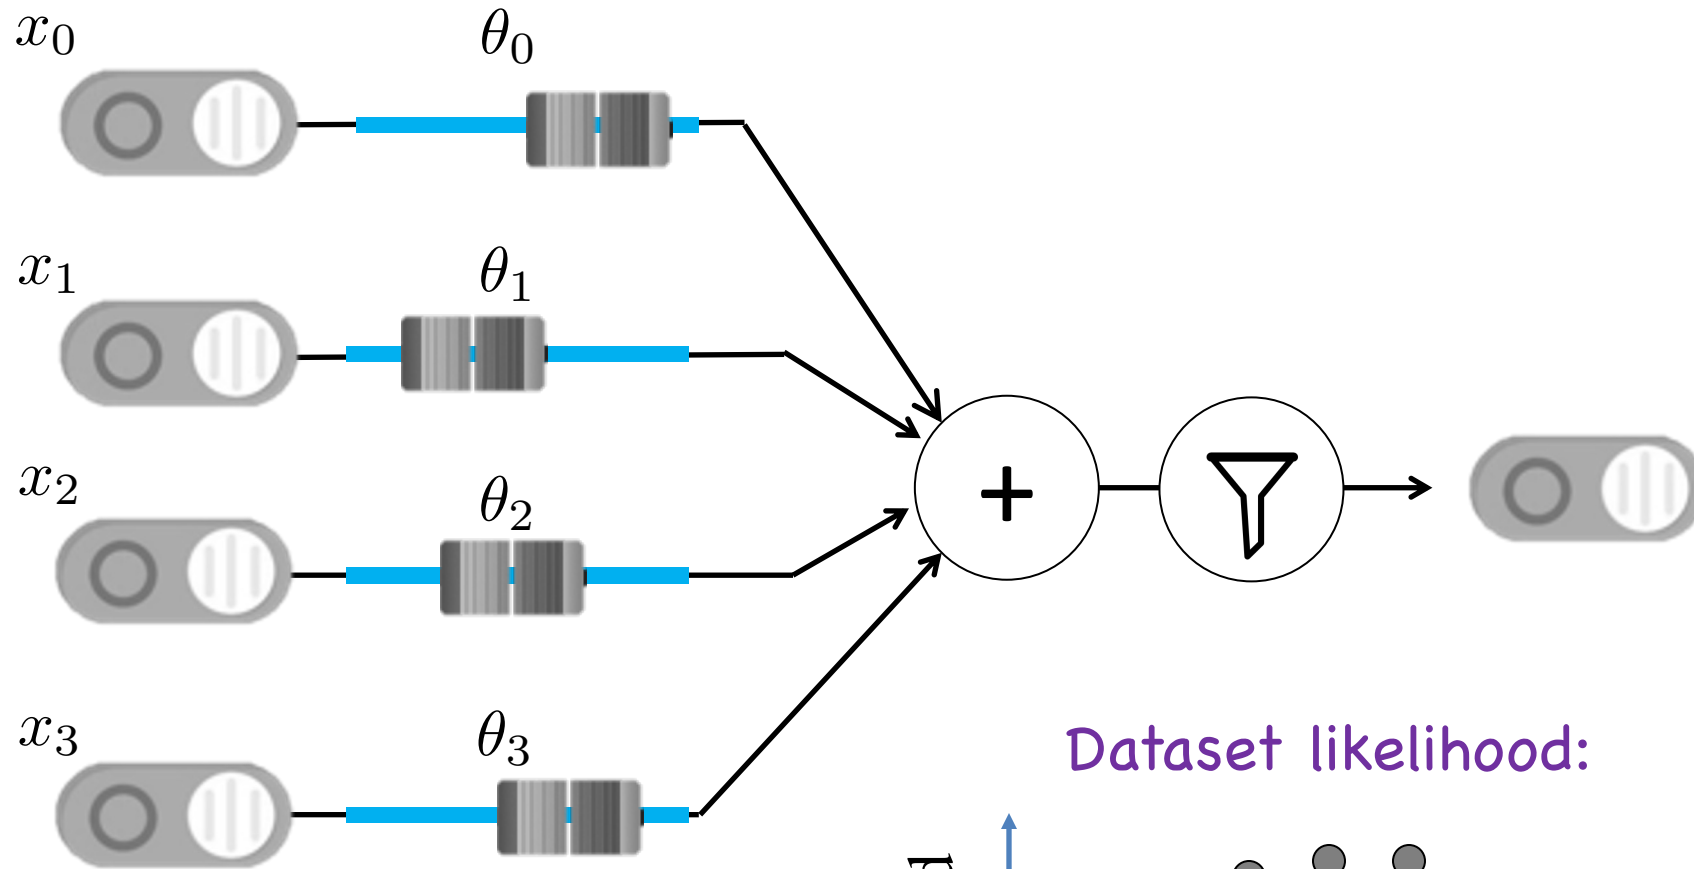 x₀ θ₀
x₁ θ₁
x₂ θ₂
x₃ θ₃
+
Dataset likelihood: